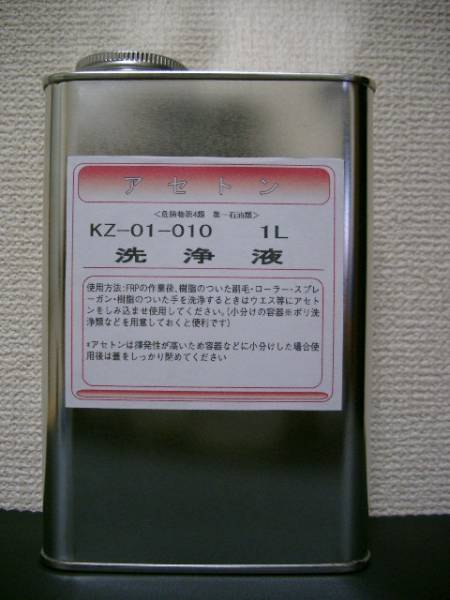 アセトン
<危険物第4類 第一石油類>
KZ-01-010 1L
洗浄液
使用方法:FRPの作業後、樹脂のついた刷毛・ローラー・スプレ
ーガン・樹脂のついた手を洗浄するときはウエス等にアセト
ンをしみ込ませ使用してください。(小分けの容器※ポリ洗
浄類などを用意しておくと便利です)
*アセトンは揮発性が高いため容器などに小分けした場合使
用後は蓋をしっかり閉めてください